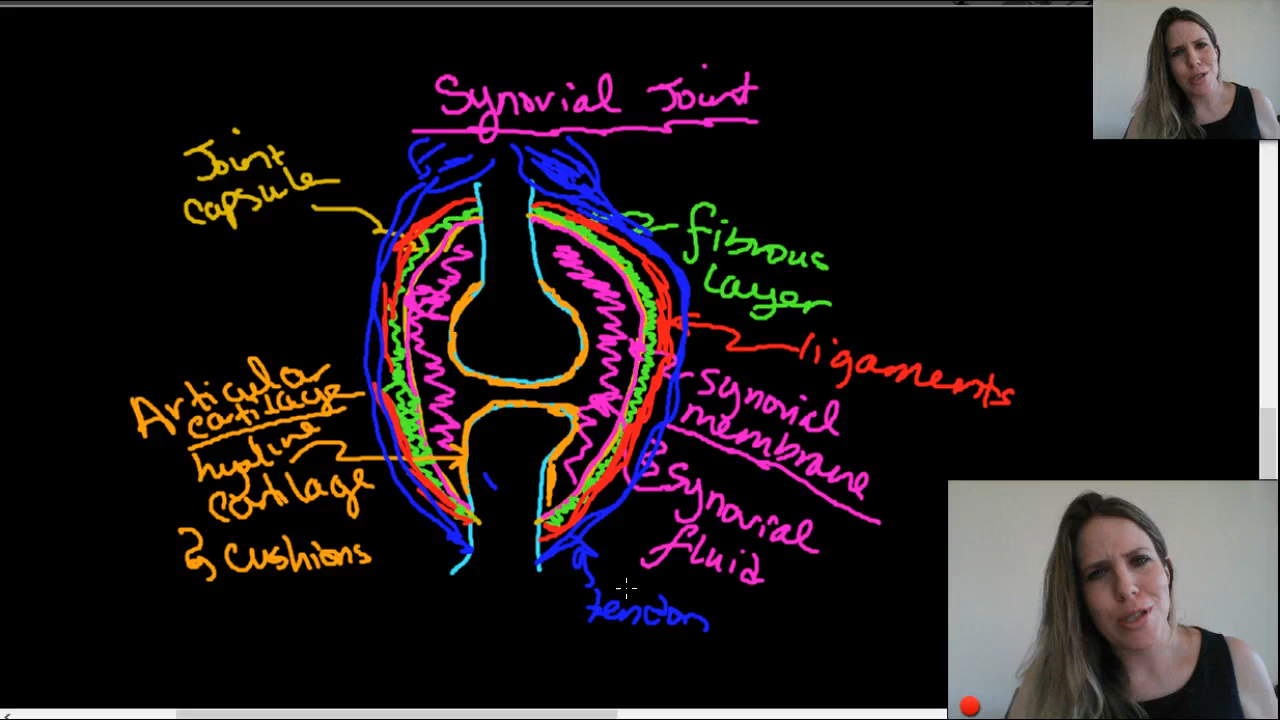 Synovial Joint
Joint
capsule
fibrous
layer
ligaments
Articular
cartilage
hyaline
cartilage
cushions
synovial
membrane
synovial
fluid
tendon